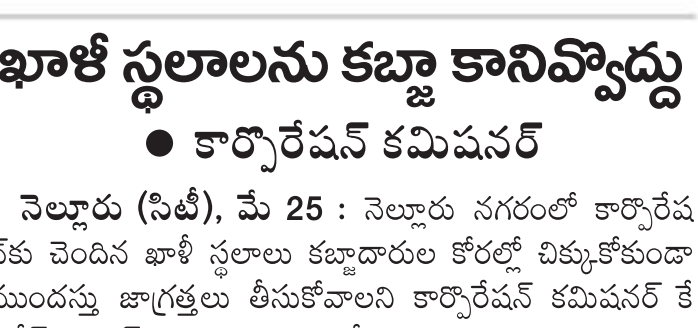 ఖాళీ స్థలాలను కబ్జా కానివ్వొద్దు
● కార్పొరేషన్ కమిషనర్
నెల్లూరు (సిటీ), మే 25 : నెల్లూరు నగరంలో కార్పొరేష
న్‌కు చెందిన ఖాళీ స్థలాలు కబ్జాదారుల కోరల్లో చిక్కుకోకుండా
ముందస్తు జాగ్రత్తలు తీసుకోవాలని కార్పొరేషన్ కమిషనర్ కే